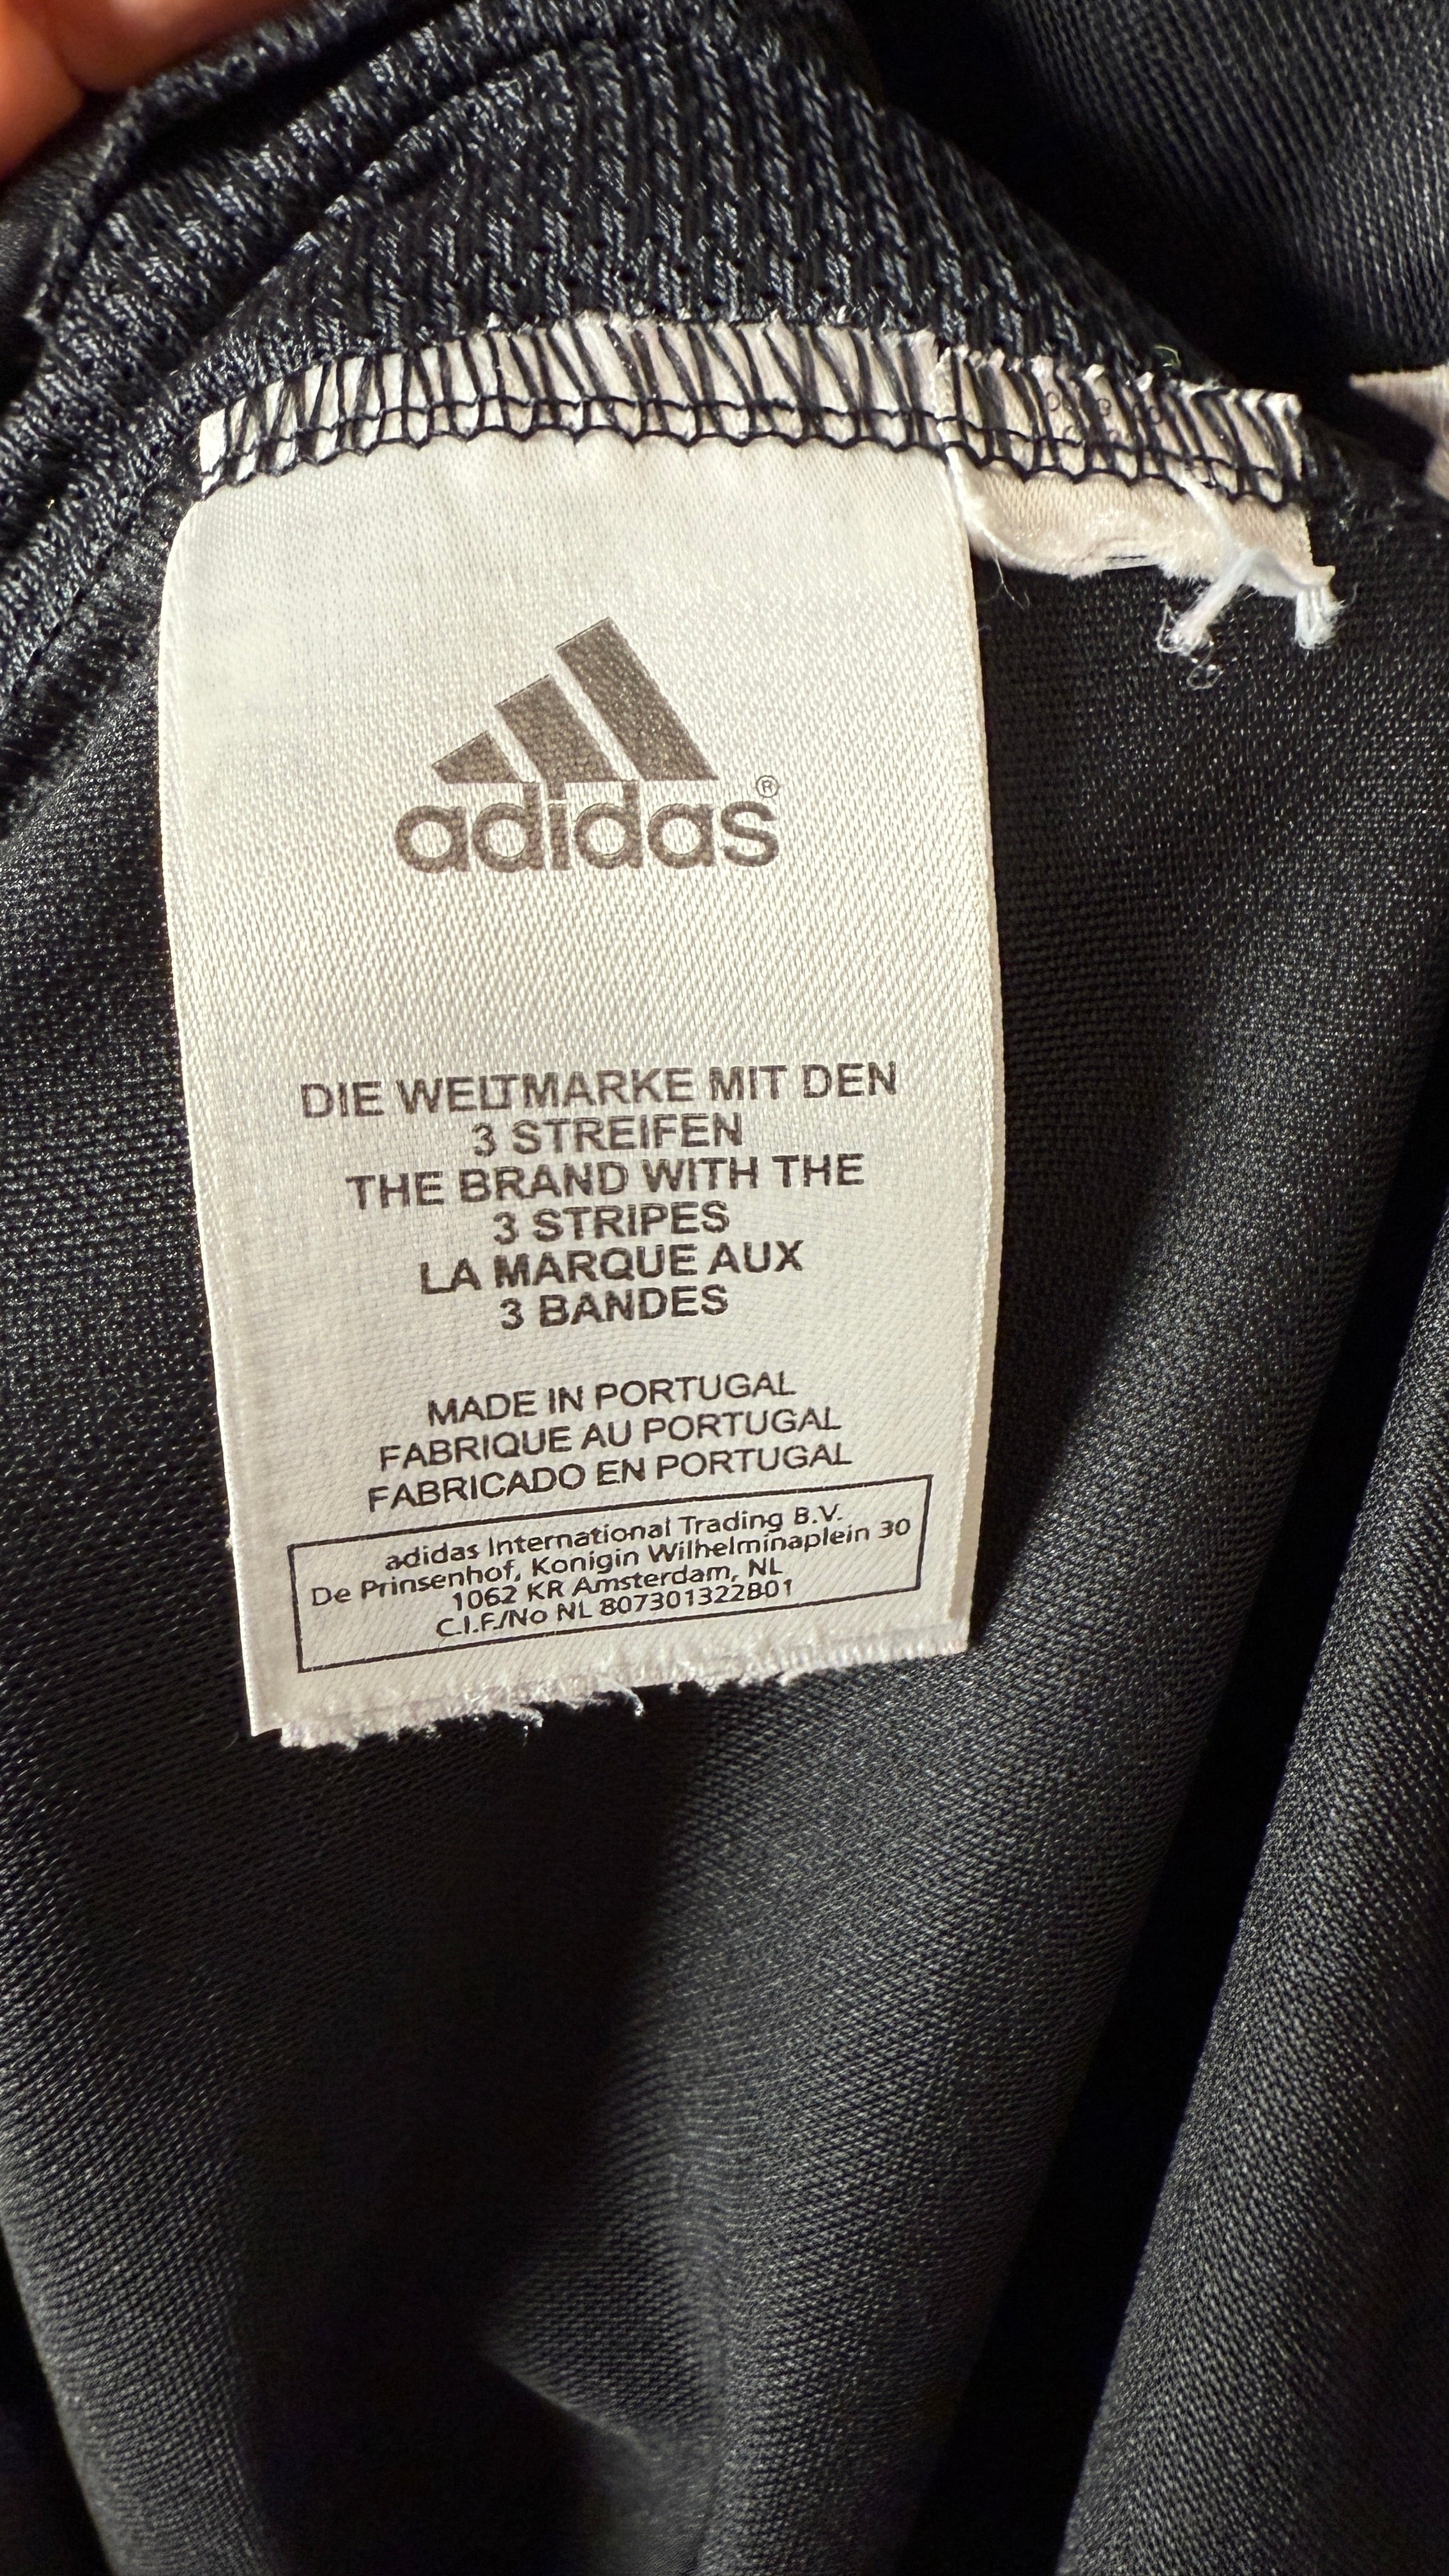 adidas®
DIE WELTMARKE MIT DEN
3 STREIFEN
THE BRAND WITH THE
3 STRIPES
LA MARQUE AUX
3 BANDES
MADE IN PORTUGAL
FABRIQUE AU PORTUGAL
FABRICADO EN PORTUGAL
adidas International Trading B.V.
De Prinsenhof, Konigin Wilhelminaplein 30
1062 KR Amsterdam, NL
C.I.F./No NL 807301322B01